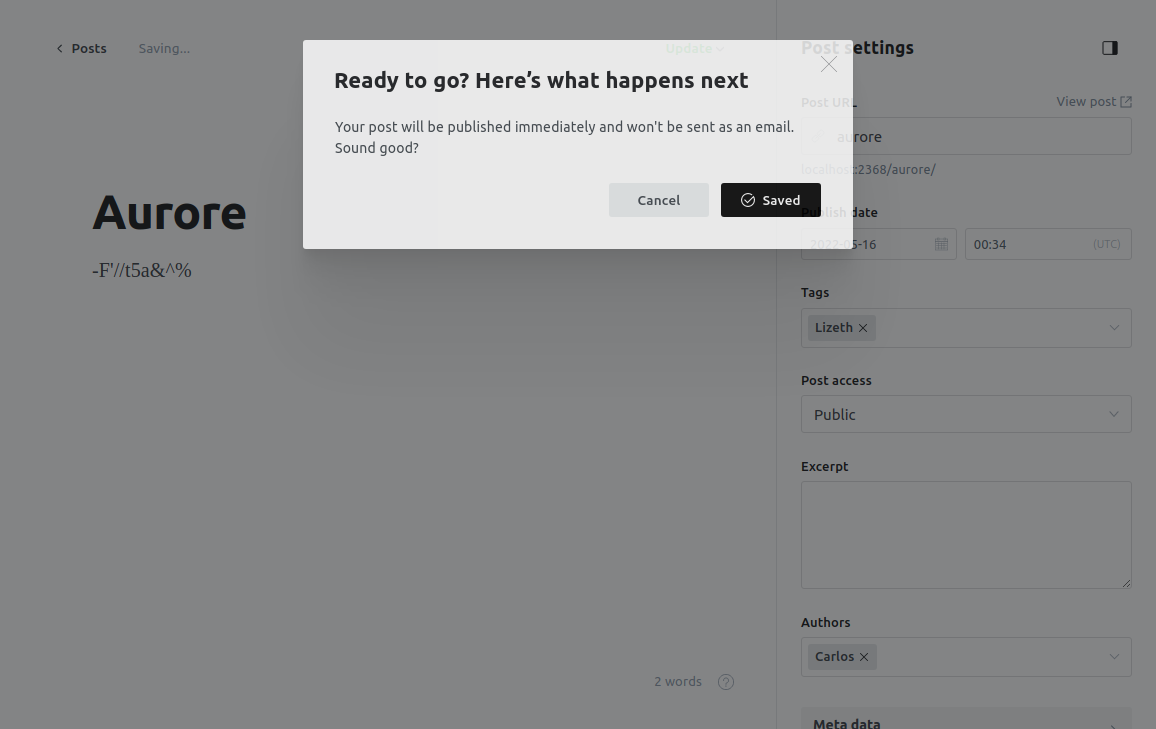 Posts
Saving...
Update
Post settings
Ready to go? Here’s what happens next
Your post will be published immediately and won't be sent as an email.
Sound good?
Cancel
Saved
Aurore
-F'//t5a&^%
2 words
Post URL
View post
aurore
localhost:2368/aurore/
Publish date
2022-05-16
00:34
(UTC)
Tags
Lizeth
Post access
Public
Excerpt
Authors
Carlos
Meta data